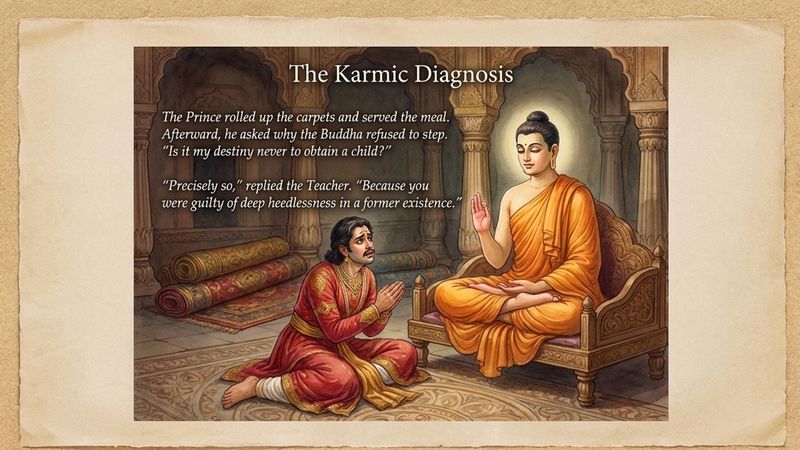 The Karmic Diagnosis
The Prince rolled up the carpets and served the meal.
Afterward, he asked why the Buddha refused to step.
“Is it my destiny never to obtain a child?”
“Precisely so,” replied the Teacher. “Because you
were guilty of deep heedlessness in a former existence.”